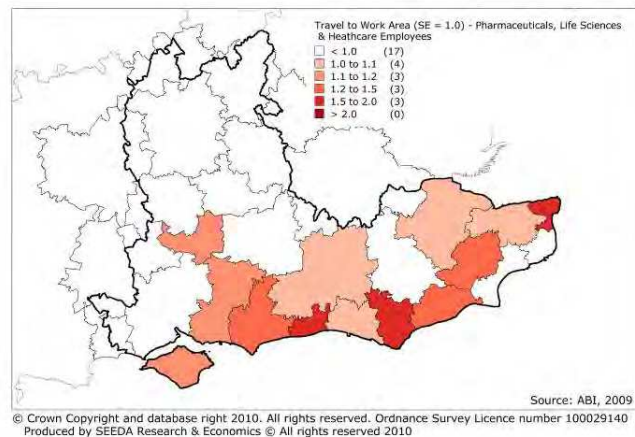 Travel to Work Area (SE = 1.0) - Pharmaceuticals, Life Sciences
& Heathcare Employees
< 1.0 (17)
1.0 to 1.1 (4)
1.1 to 1.2 (3)
1.2 to 1.5 (3)
1.5 to 2.0 (3)
> 2.0 (0)
Source: ABI, 2009
© Crown Copyright and database right 2010. All rights reserved. Ordnance Survey Licence number 100029140
Produced by SEEDA Research & Economics © All rights reserved 2010